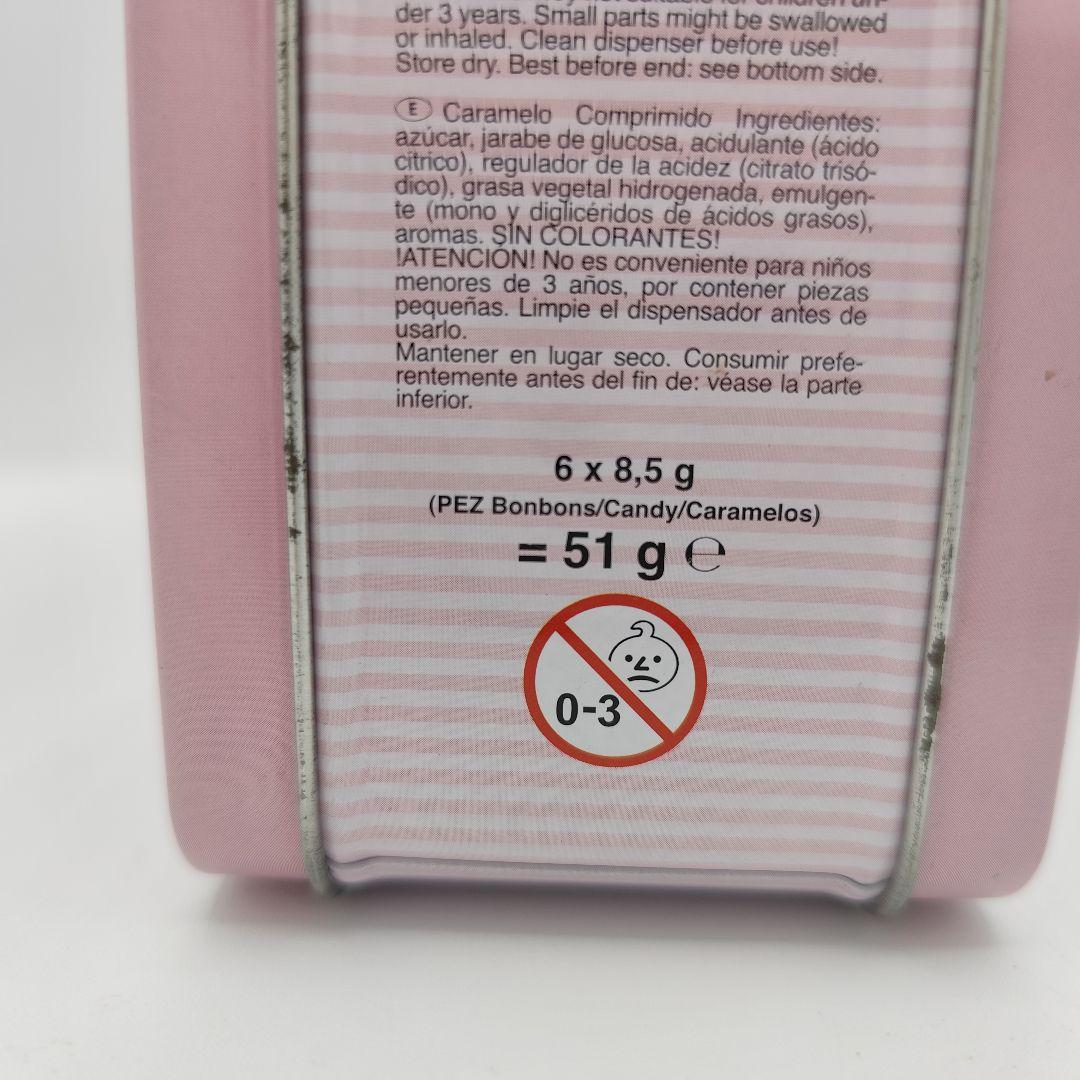 suitable for children un-
der 3 years. Small parts might be swallowed
or inhaled. Clean dispenser before use!
Store dry. Best before end: see bottom side.
E Caramelo Comprimido Ingredientes:
azúcar, jarabe de glucosa, acidulante (ácido
cítrico), regulador de la acidez (citrato trisó-
dico), grasa vegetal hidrogenada, emulgen-
te (mono y diglicéridos de ácidos grasos),
aromas. SIN COLORANTES!
!ATENCIÓN! No es conveniente para niños
menores de 3 años, por contener piezas
pequeñas. Limpie el dispensador antes de
usarlo.
Mantener en lugar seco. Consumir prefe-
rentemente antes del fin de: véase la parte
inferior.
6 x 8,5 g
(PEZ Bonbons/Candy/Caramelos)
= 51 g ℮
0-3